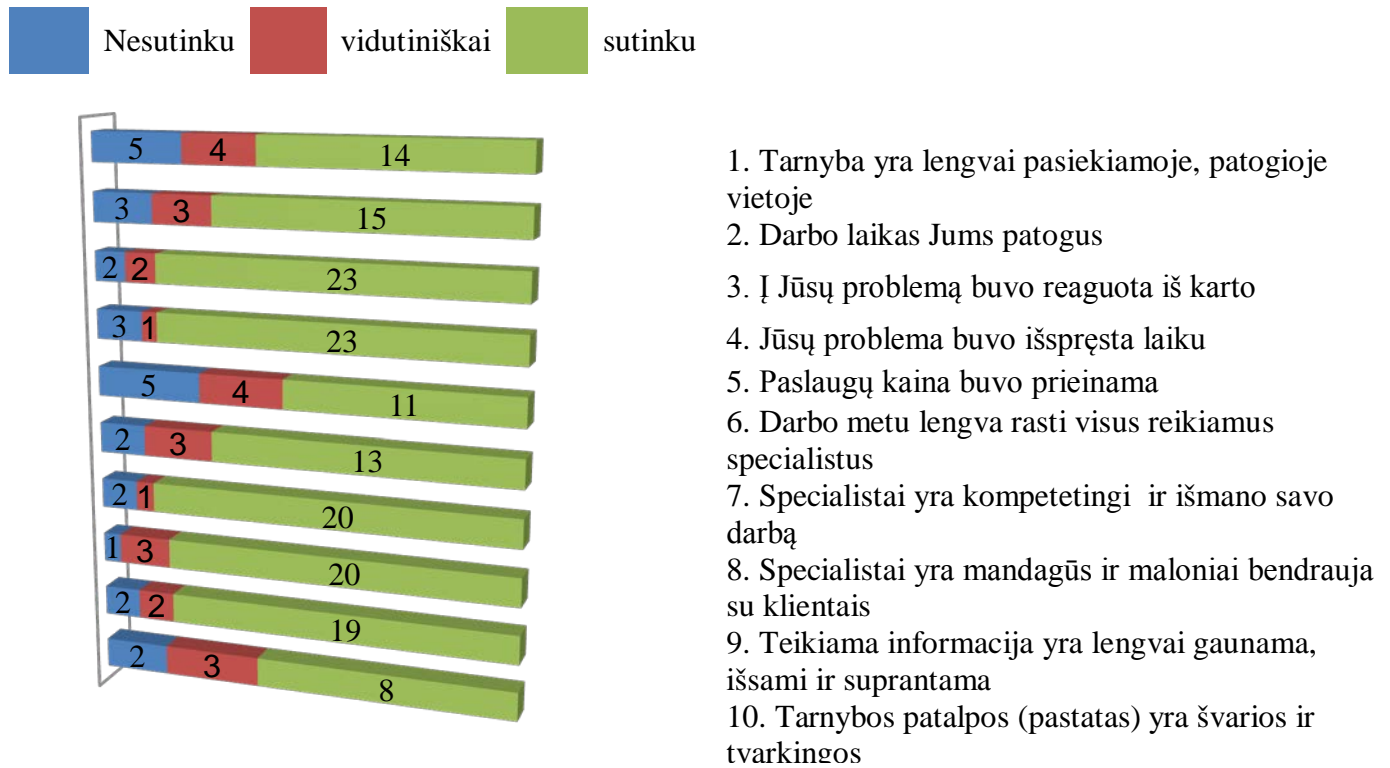 Nesutinku vidutiniškai sutinku
5 4 14
3 3 15
2 2 23
3 1 23
5 4 11
2 3 13
2 1 20
1 3 20
2 2 19
2 3 8
1. Tarnyba yra lengvai pasiekiamoje, patogioje
vietoje
2. Darbo laikas Jums patogus
3. Į Jūsų problemą buvo reaguota iš karto
4. Jūsų problema buvo išspręsta laiku
5. Paslaugų kaina buvo prieinama
6. Darbo metu lengva rasti visus reikiamus
specialistus
7. Specialistai yra kompetetingi ir išmano savo
darbą
8. Specialistai yra mandagūs ir maloniai bendrauja
su klientais
9. Teikiama informacija yra lengvai gaunama,
išsami ir suprantama
10. Tarnybos patalpos (pastatas) yra švarios ir
tvarkingos